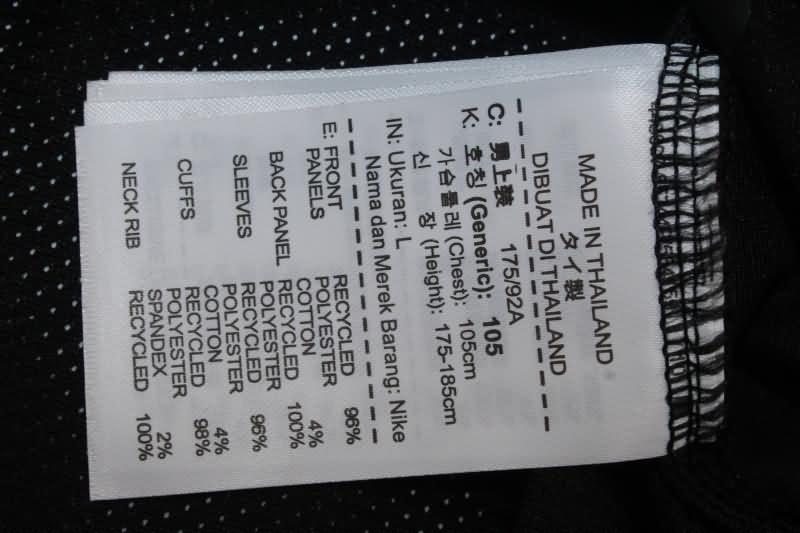 MADE IN THAILAND
タイ製
DIBUAT DI THAILAND
C: 男上装 175/92A
K: 호칭 (Generic): 105
가슴둘레 (Chest): 105cm
신 장 (Height): 175-185cm
IN: Ukuran: L
Nama dan Merek Barang: Nike
E: FRONT RECYCLED 96%
PANELS POLYESTER
COTTON 4%
BACK PANEL RECYCLED 100%
POLYESTER
SLEEVES RECYCLED 96%
POLYESTER
COTTON 4%
CUFFS RECYCLED 98%
POLYESTER
SPANDEX 2%
NECK RIB RECYCLED 100%